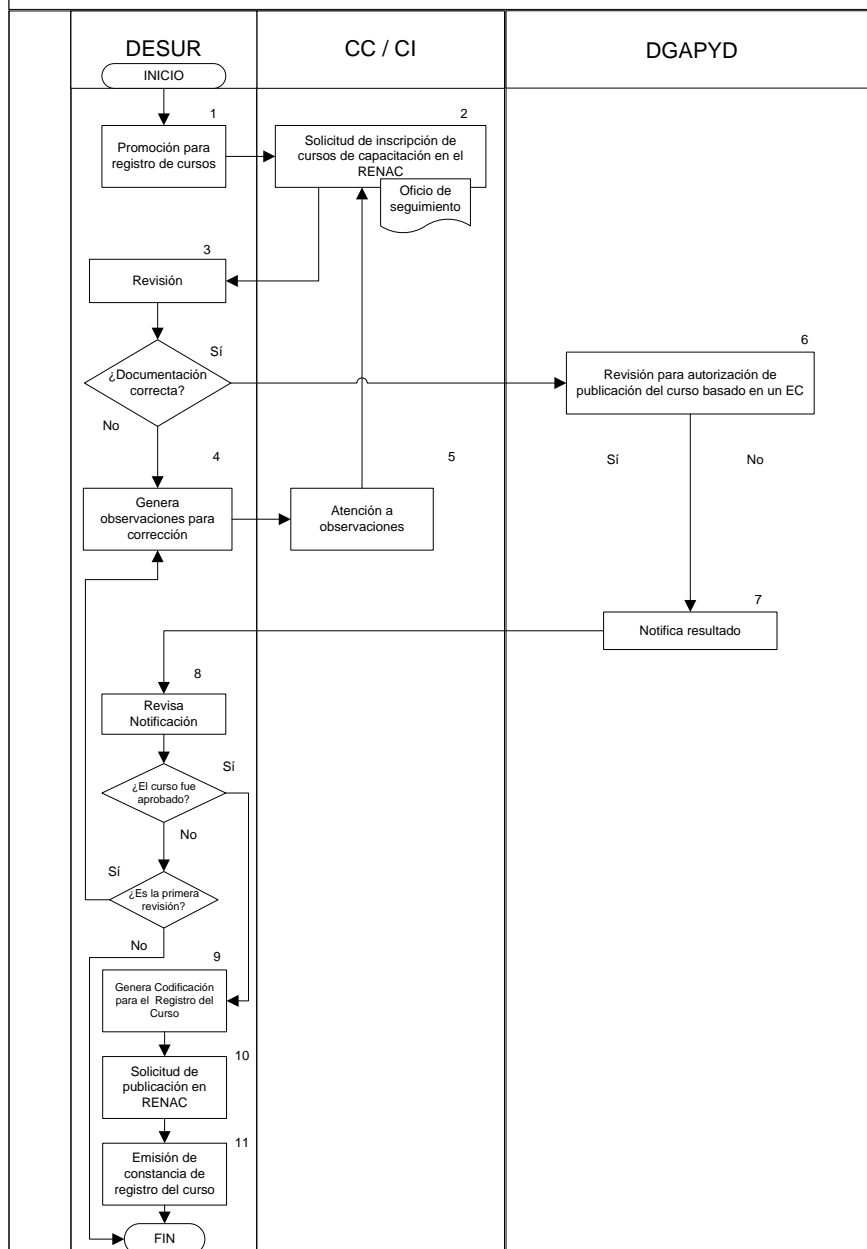 DESUR
CC / CI
DGAPYD
INICIO
1
Promoción para
registro de cursos
2
Solicitud de inscripción de
cursos de capacitación en el
RENAC
Oficio de
seguimiento
3
Revisión
¿Documentación
correcta?
Sí
No
6
Revisión para autorización de
publicación del curso basado en un EC
Sí
No
4
Genera
observaciones para
corrección
5
Atención a
observaciones
7
Notifica resultado
8
Revisa
Notificación
¿El curso fue
aprobado?
Sí
No
¿Es la primera
revisión?
Sí
No
9
Genera Codificación
para el Registro del
Curso
10
Solicitud de
publicación en
RENAC
11
Emisión de
constancia de
registro del curso
FIN